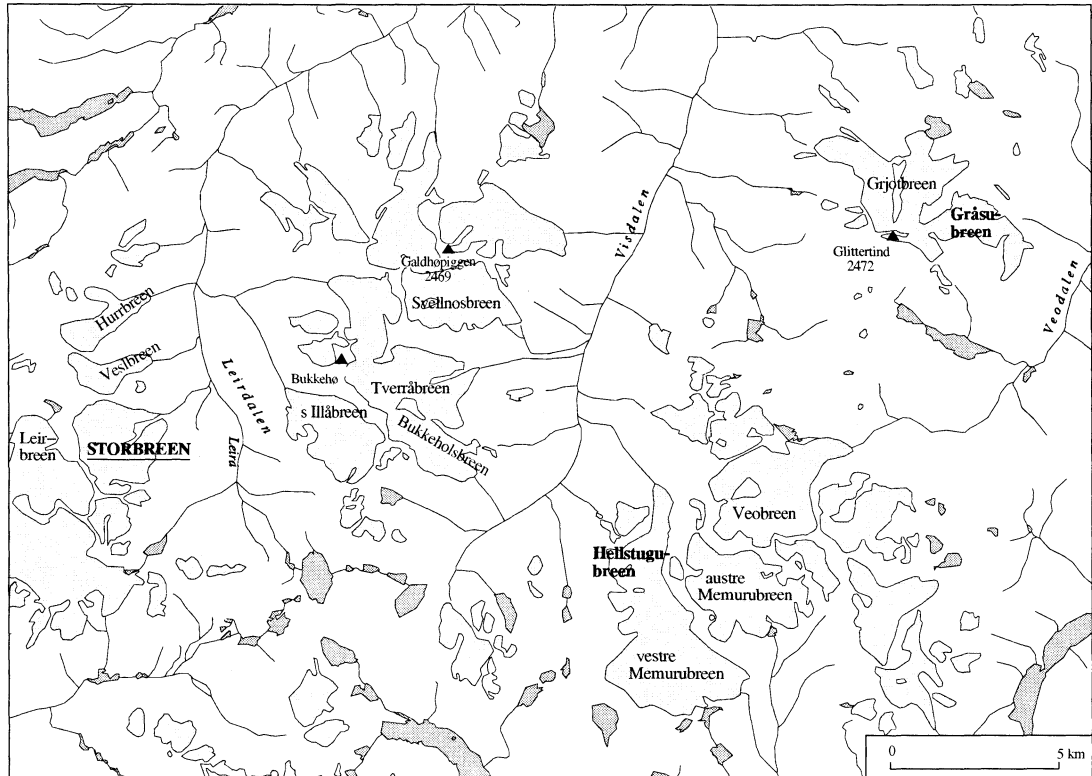 Grjotbreen
Gråsu-
breen
Glittertind
2472
Visdalen
Veodalen
Galdhøpiggen
2469
Svellnosbreen
Hurrbreen
Veslbreen
Leirdalen
Bukkehø
Tverråbreen
s Illåbreen
Bukkeholsbreen
Leir-
breen
STORBREEN
Leira
Veobreen
Hellstugu-
breen
austre
Memurubreen
vestre
Memurubreen
0
5 km